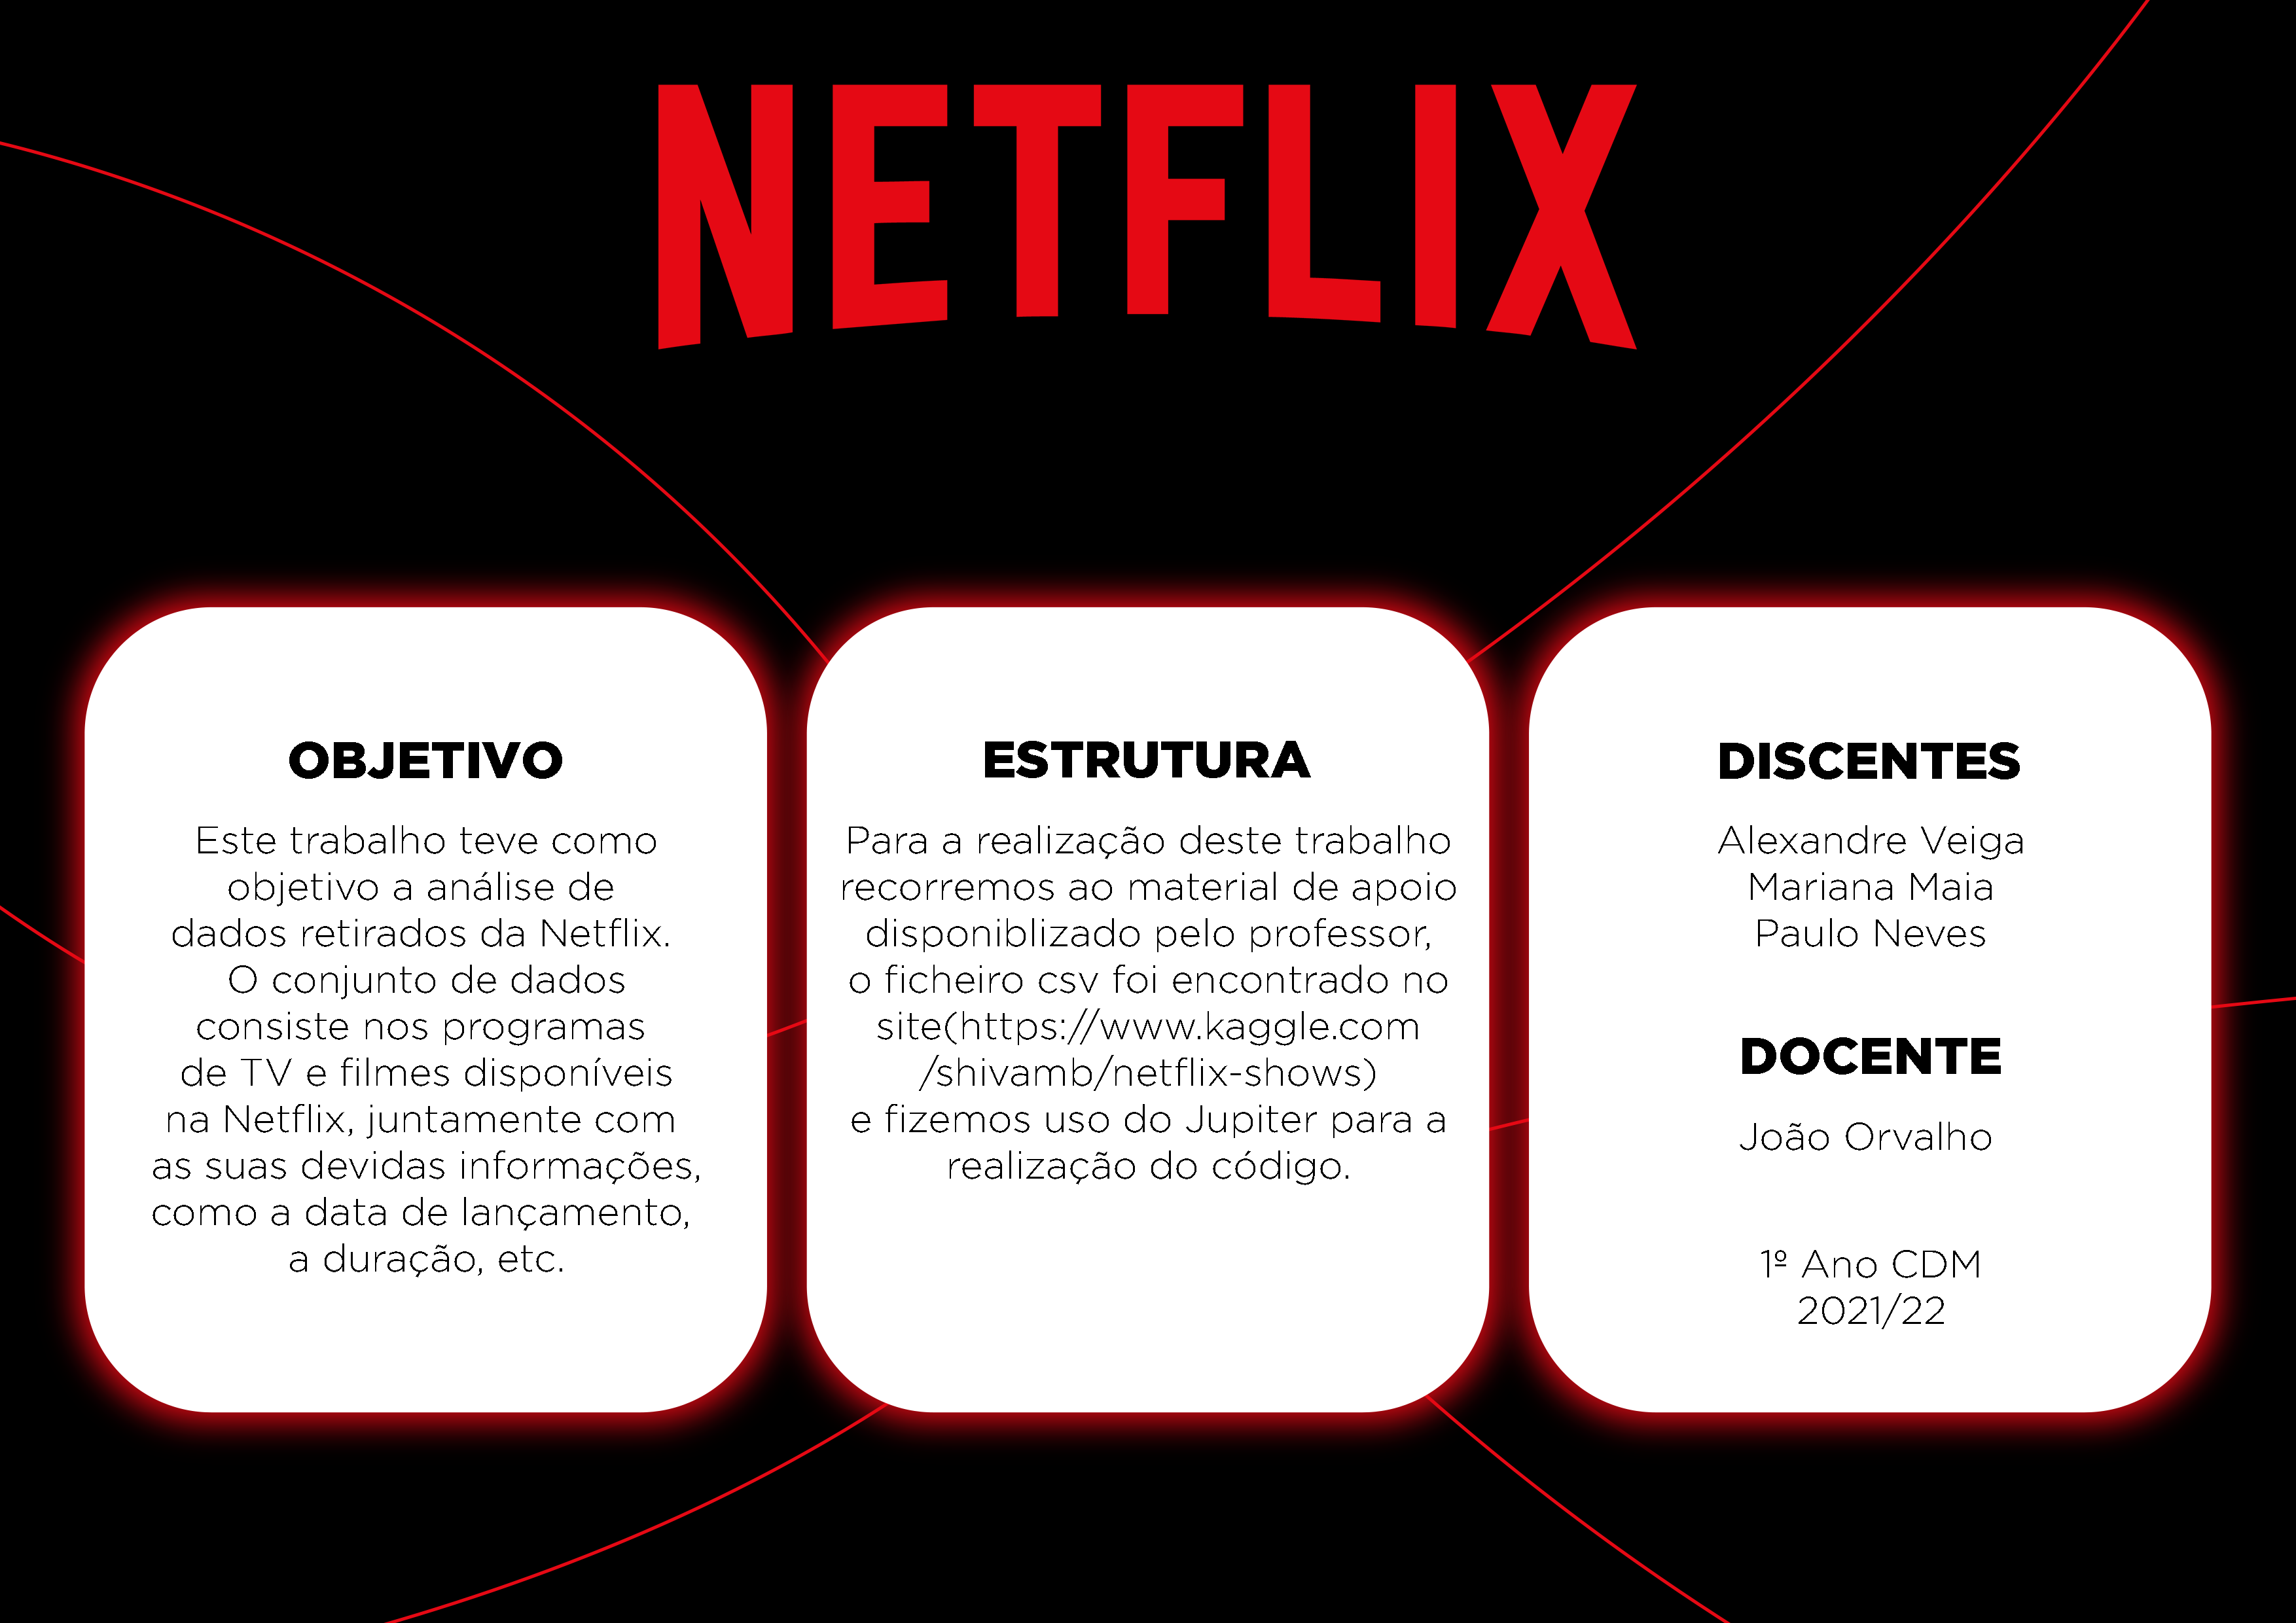 NETFLIX
OBJETIVO
Este trabalho teve como
objetivo a análise de
dados retirados da Netflix.
O conjunto de dados
consiste nos programas
de TV e filmes disponíveis
na Netflix, juntamente com
as suas devidas informações,
como a data de lançamento,
a duração, etc.
ESTRUTURA
Para a realização deste trabalho
recorremos ao material de apoio
disponiblizado pelo professor,
o ficheiro csv foi encontrado no
site(https://www.kaggle.com
/shivamb/netflix-shows)
e fizemos uso do Jupiter para a
realização do código.
DISCENTES
Alexandre Veiga
Mariana Maia
Paulo Neves
DOCENTE
João Orvalho
1º Ano CDM
2021/22